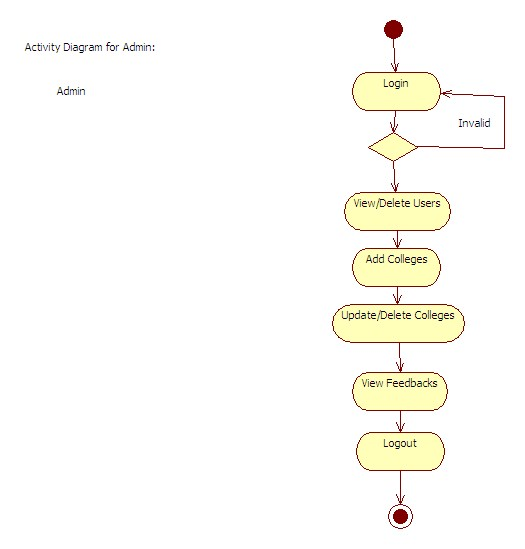 Activity Diagram for Admin:
Admin
Login
Invalid
View/Delete Users
Add Colleges
Update/Delete Colleges
View Feedbacks
Logout